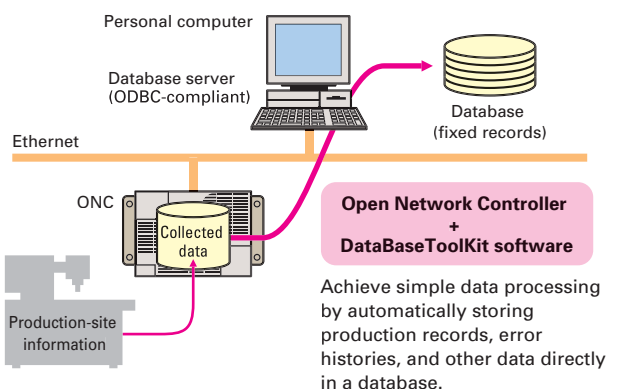 Personal computer
Database server
(ODBC-compliant)
Database
(fixed records)
Ethernet
ONC
Collected
data
Open Network Controller
+
DataBaseToolKit software
Production-site
information
Achieve simple data processing
by automatically storing
production records, error
histories, and other data directly
in a database.